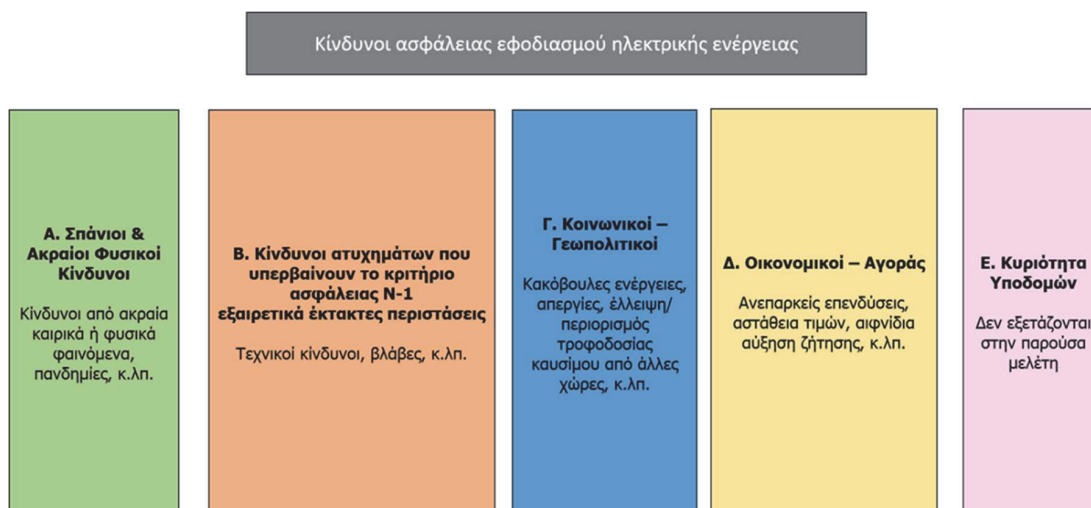 Κίνδυνοι ασφάλειας εφοδιασμού ηλεκτρικής ενέργειας
Α. Σπάνιοι &
Ακραίοι Φυσικοί
Κίνδυνοι
Κίνδυνοι από ακραία
καιρικά ή φυσικά
φαινόμενα,
πανδημίες, κ.λπ.
Β. Κίνδυνοι ατυχημάτων που
υπερβαίνουν το κριτήριο
ασφάλειας Ν-1
εξαιρετικά έκτακτες περιστάσεις
Τεχνικοί κίνδυνοι, βλάβες, κ.λπ.
Γ. Κοινωνικοί –
Γεωπολιτικοί
Κακόβουλες ενέργειες,
απεργίες, έλλειψη/
περιορισμός
τροφοδοσίας
καυσίμου από άλλες
χώρες, κ.λπ.
Δ. Οικονομικοί – Αγοράς
Ανεπαρκείς επενδύσεις,
αστάθεια τιμών, αιφνίδια
αύξηση ζήτησης, κ.λπ.
Ε. Κυριότητα
Υποδομών
Δεν εξετάζονται
στην παρούσα
μελέτη